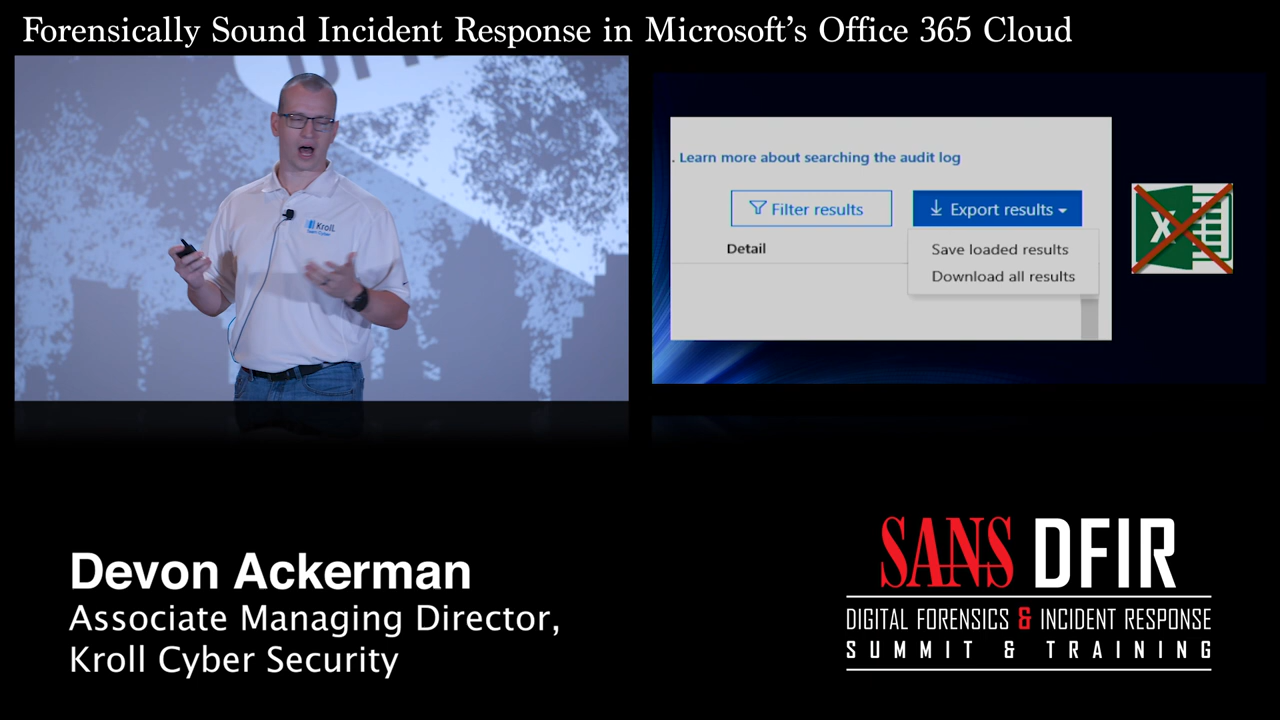 Forensically Sound Incident Response in Microsoft's Office 365 Cloud
Kroll
. Learn more about searching the audit log
Filter results
Export results
Detail
Save loaded results
Download all results
X
Devon Ackerman
Associate Managing Director,
Kroll Cyber Security
SANS DFIR
DIGITAL FORENSICS & INCIDENT RESPONSE
SUMMIT & TRAINING